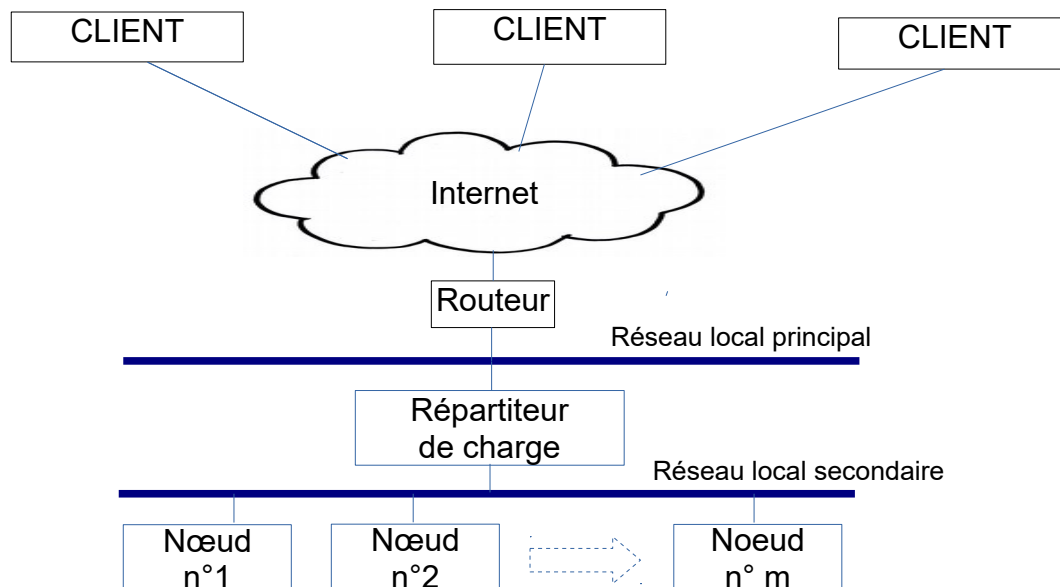 CLIENT
CLIENT
CLIENT
Internet
Routeur
Réseau local principal
Répartiteur
de charge
Réseau local secondaire
Nœud
n°1
Nœud
n°2
Noeud
n° m